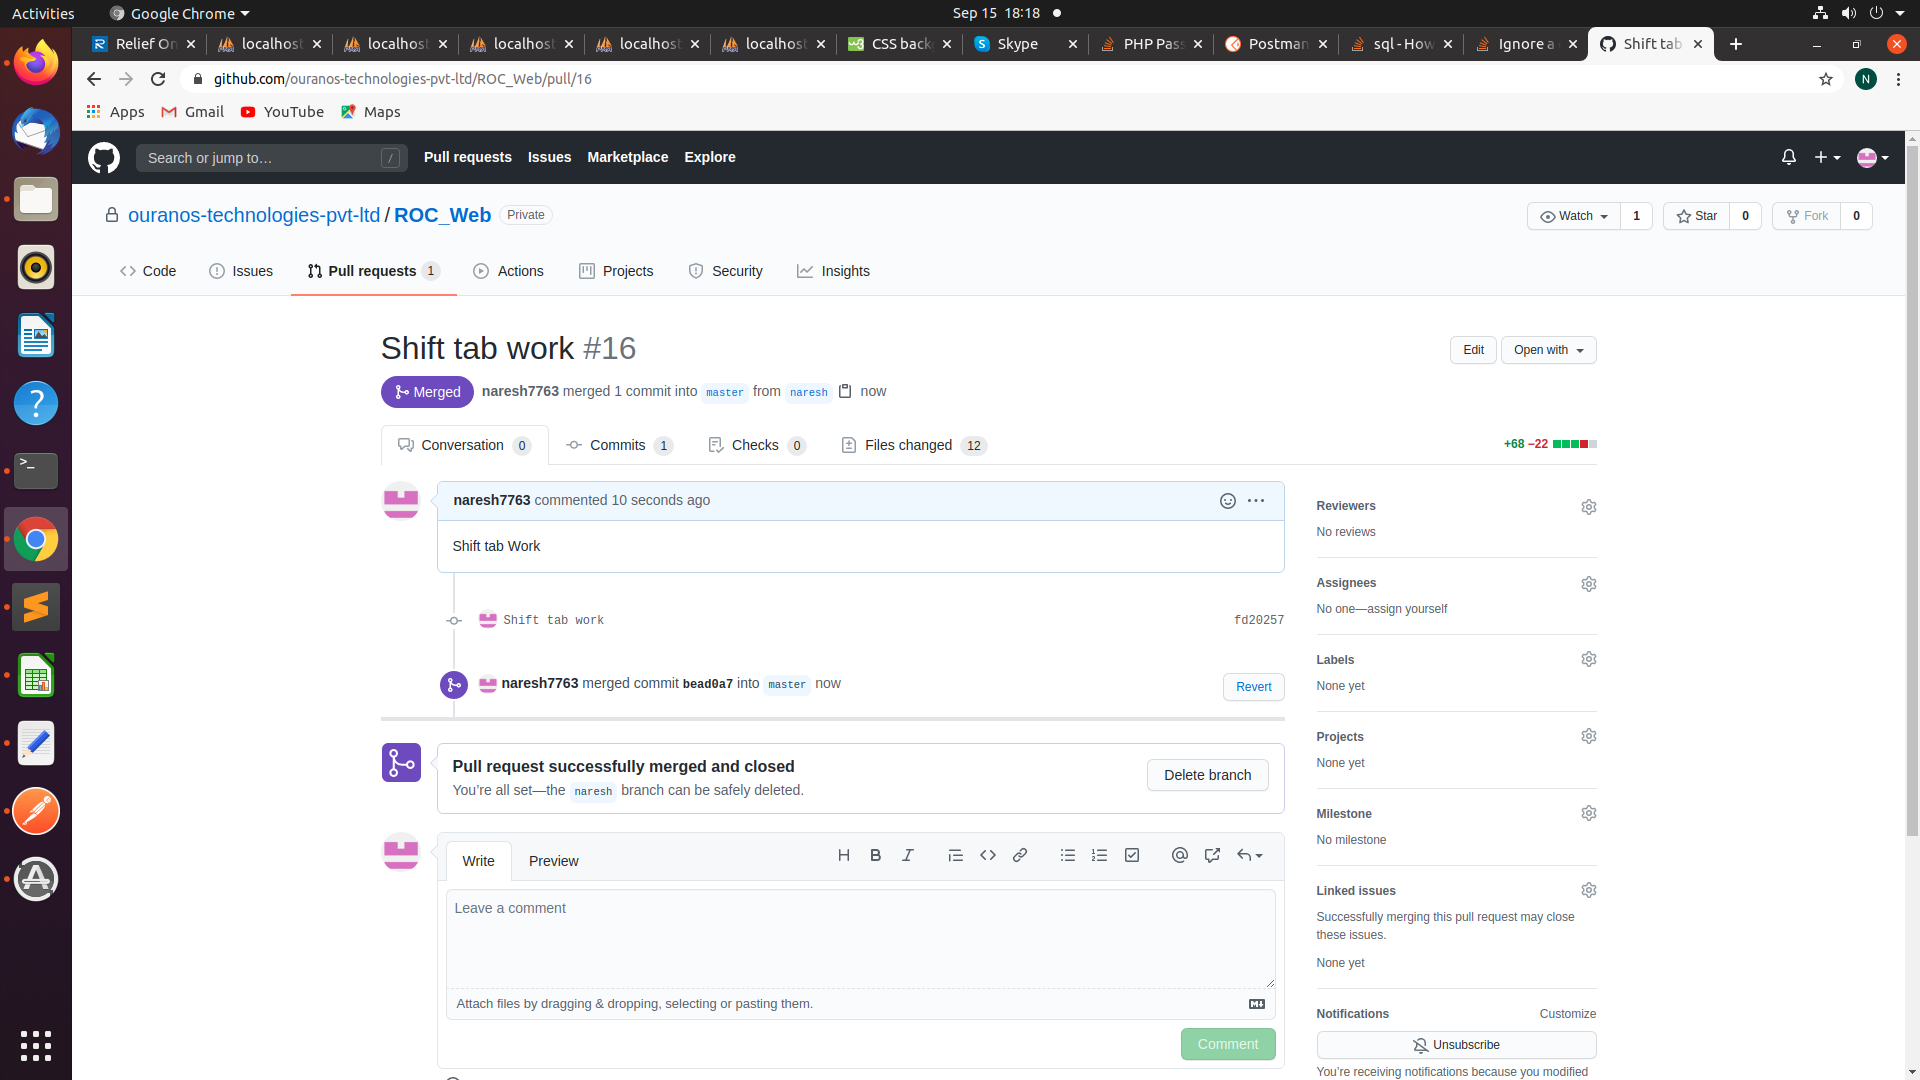 Activities
Google Chrome
Sep 15 18:18
Relief On
localhost
localhost
localhost
localhost
localhost
CSS back
Skype
PHP Pass
Postman
sql - How
Ignore a
Shift tab
github.com/ouranos-technologies-pvt-ltd/ROC_Web/pull/16
N
Apps
Gmail
YouTube
Maps
Search or jump to…
/
Pull requests
Issues
Marketplace
Explore
ouranos-technologies-pvt-ltd / ROC_Web
Private
Watch 1
Star 0
Fork 0
Code
Issues
Pull requests 1
Actions
Projects
Security
Insights
Shift tab work #16
Edit
Open with
Merged
naresh7763 merged 1 commit into master from naresh now
Conversation 0
Commits 1
Checks 0
Files changed 12
+68 −22
naresh7763 commented 10 seconds ago
Shift tab Work
Shift tab work
fd20257
naresh7763 merged commit bead0a7 into master now
Revert
Pull request successfully merged and closed
You’re all set—the naresh branch can be safely deleted.
Delete branch
Write
Preview
Leave a comment
Attach files by dragging & dropping, selecting or pasting them.
Comment
Reviewers
No reviews
Assignees
No one—assign yourself
Labels
None yet
Projects
None yet
Milestone
No milestone
Linked issues
Successfully merging this pull request may close
these issues.
None yet
Notifications
Customize
Unsubscribe
You’re receiving notifications because you modified